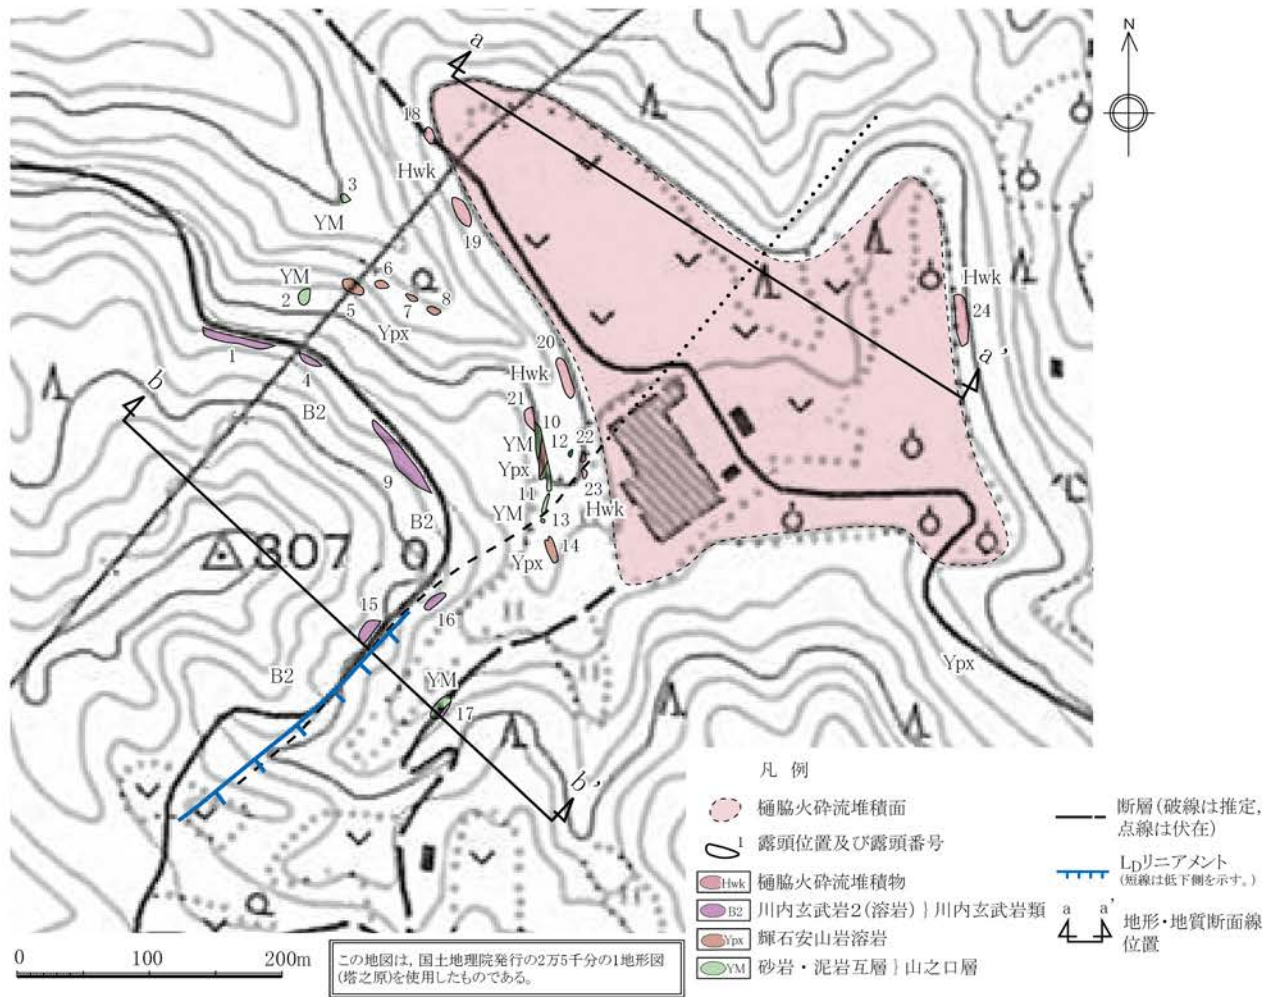 N
a
18
Hwk
3
YM
19
YM
2
6
5
7
8
Ypx
Hwk
24
1
4
20
Hwk
a'
b
B2
21
10
YM
12
22
Ypx
9
11
23
YM
Hwk
B2
13
14
307.0
Ypx
15
16
B2
Ypx
YM
17
b'
凡 例
樋脇火砕流堆積面
1 露頭位置及び露頭番号
Hwk 樋脇火砕流堆積物
B2 川内玄武岩2(溶岩) } 川内玄武岩類
Ypx 輝石安山岩溶岩
YM 砂岩・泥岩互層 } 山之口層
断層(破線は推定,
点線は伏在)
LDリニアメント
(短線は低下側を示す。)
a a'
地形・地質断面線
位置
0 100 200m
この地図は, 国土地理院発行の2万5千分の1地形図
(塔之原)を使用したものである。